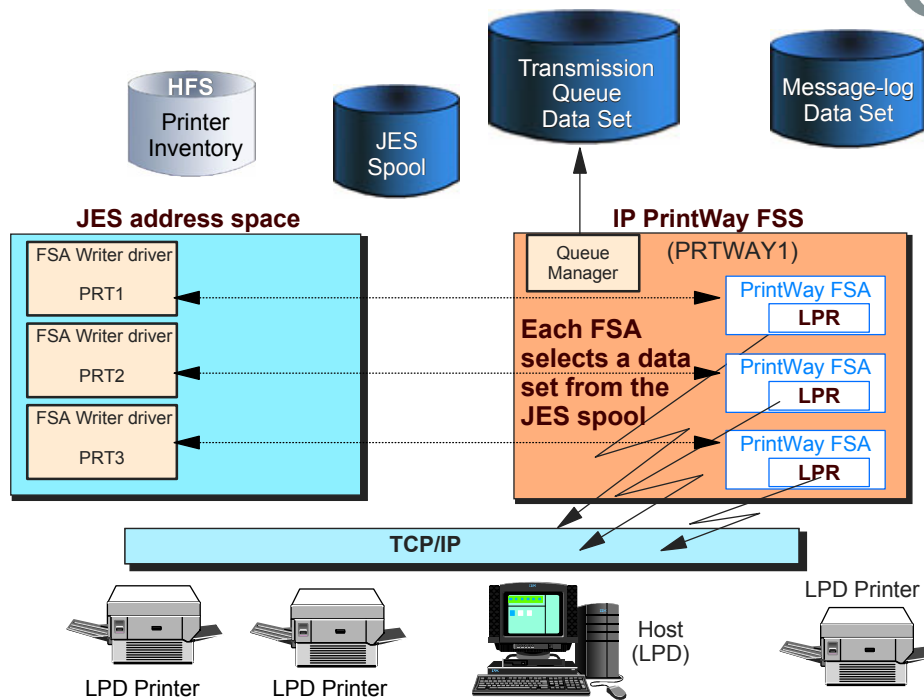 HFS
Printer
Inventory
JES
Spool
Transmission
Queue
Data Set
Message-log
Data Set
JES address space
FSA Writer driver
PRT1
FSA Writer driver
PRT2
FSA Writer driver
PRT3
IP PrintWay FSS
(PRTWAY1)
Queue
Manager
Each FSA
selects a data
set from the
JES spool
PrintWay FSA
LPR
PrintWay FSA
LPR
PrintWay FSA
LPR
TCP/IP
LPD Printer
LPD Printer
Host
(LPD)
LPD Printer